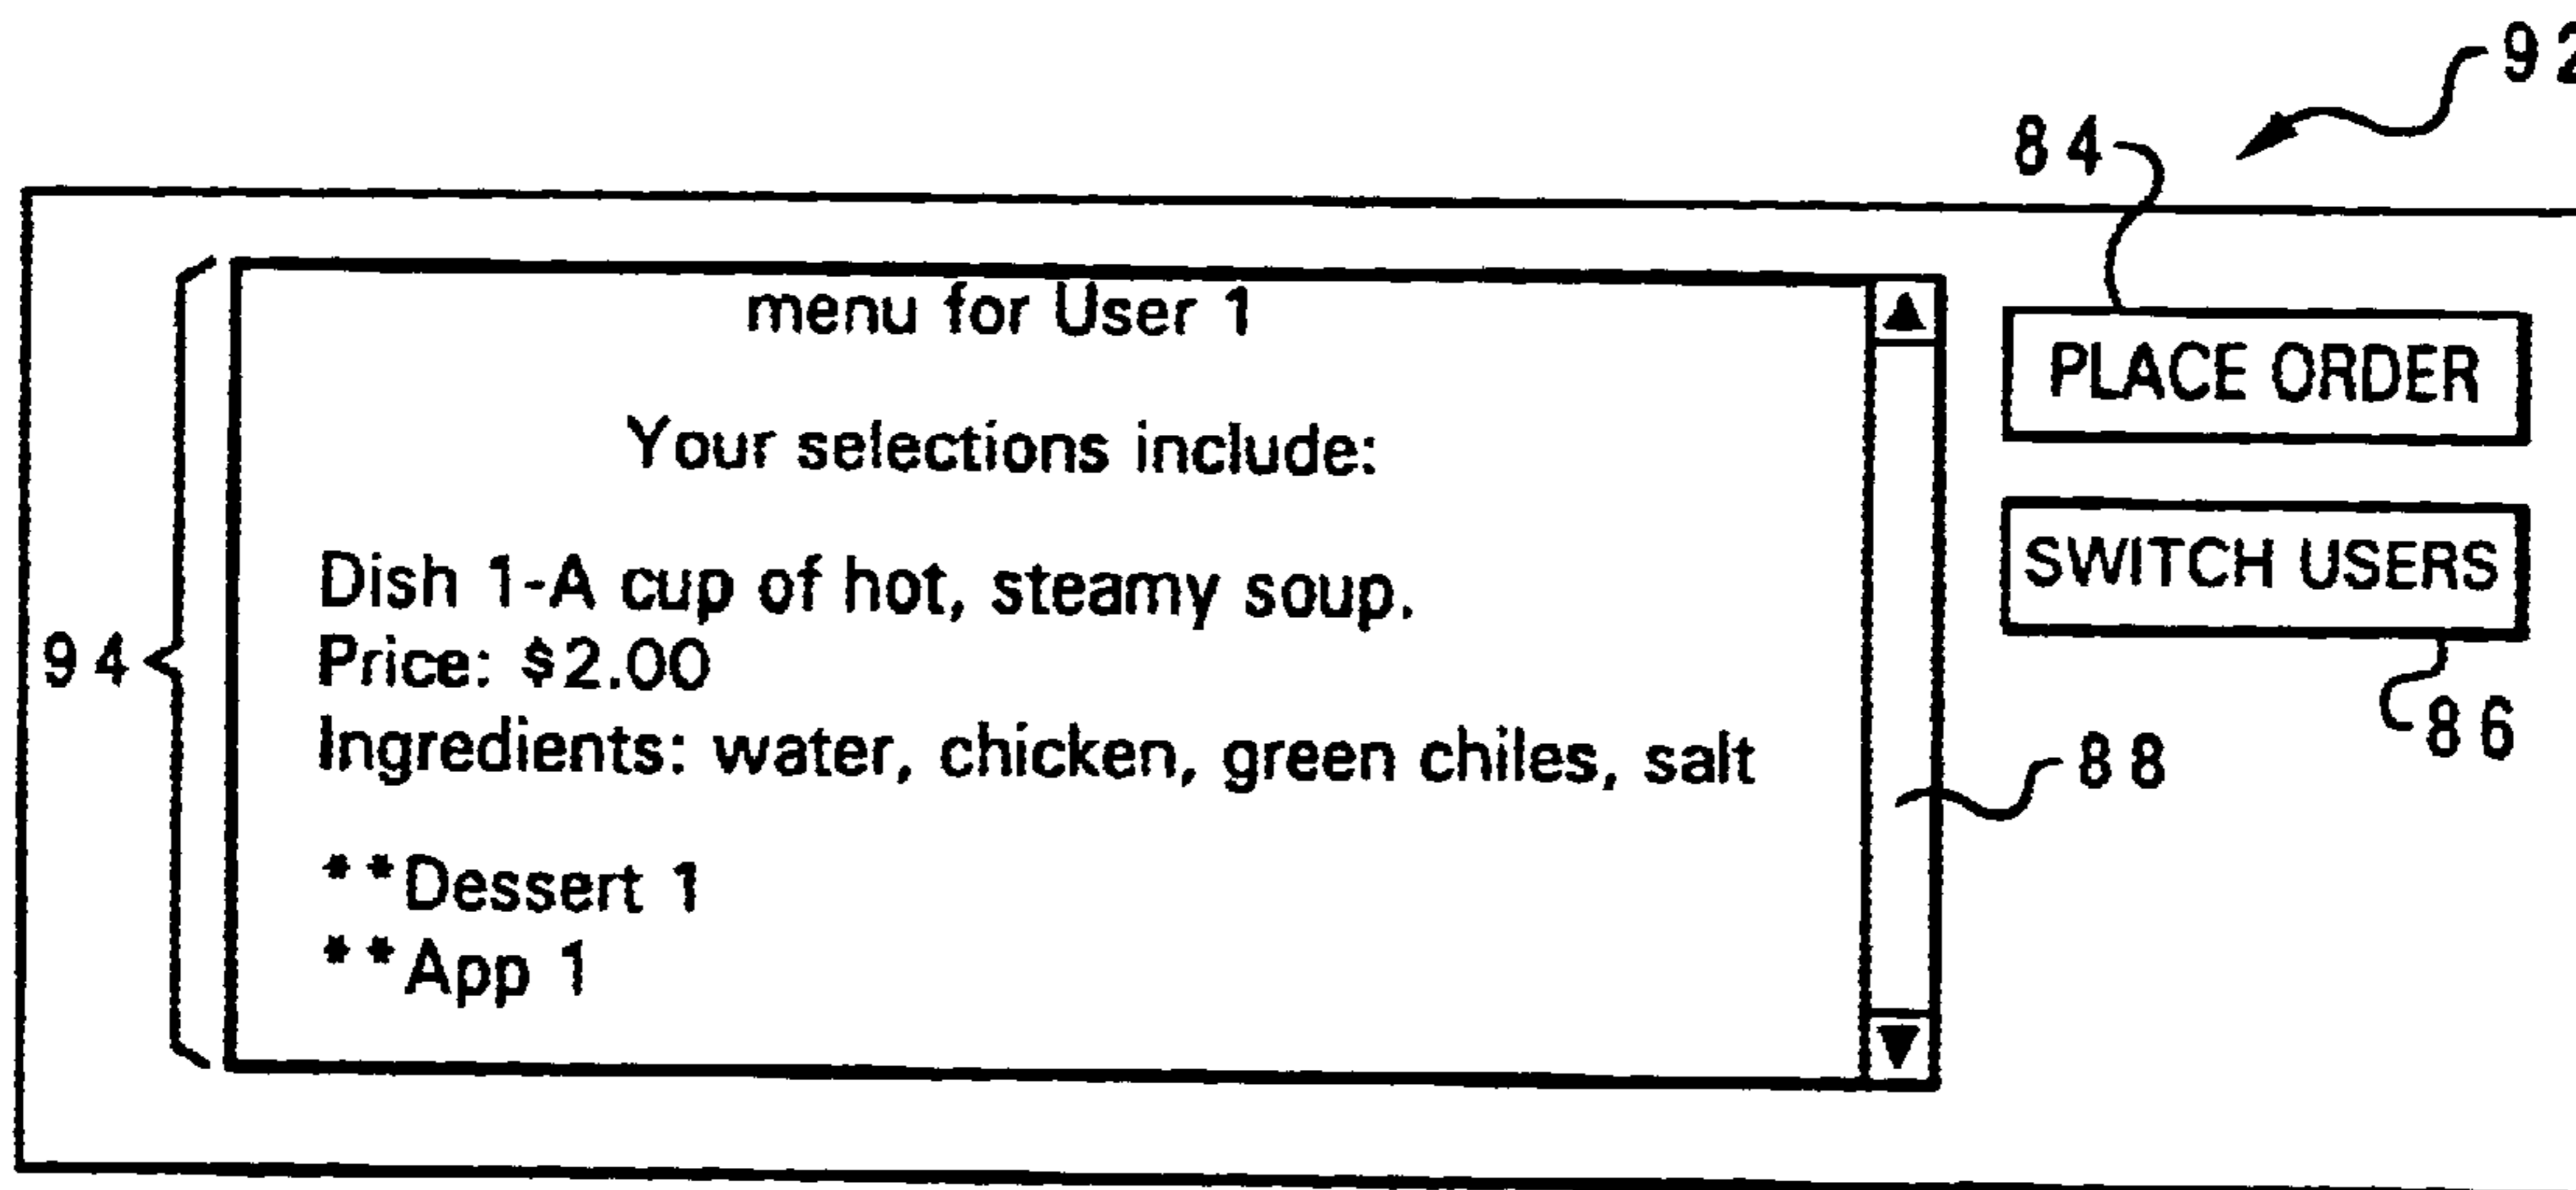 92
84
menu for User 1
PLACE ORDER
Your selections include:
SWITCH USERS
Dish 1-A cup of hot, steamy soup.
94
Price: $2.00
86
Ingredients: water, chicken, green chiles, salt
88
**Dessert 1
**App 1